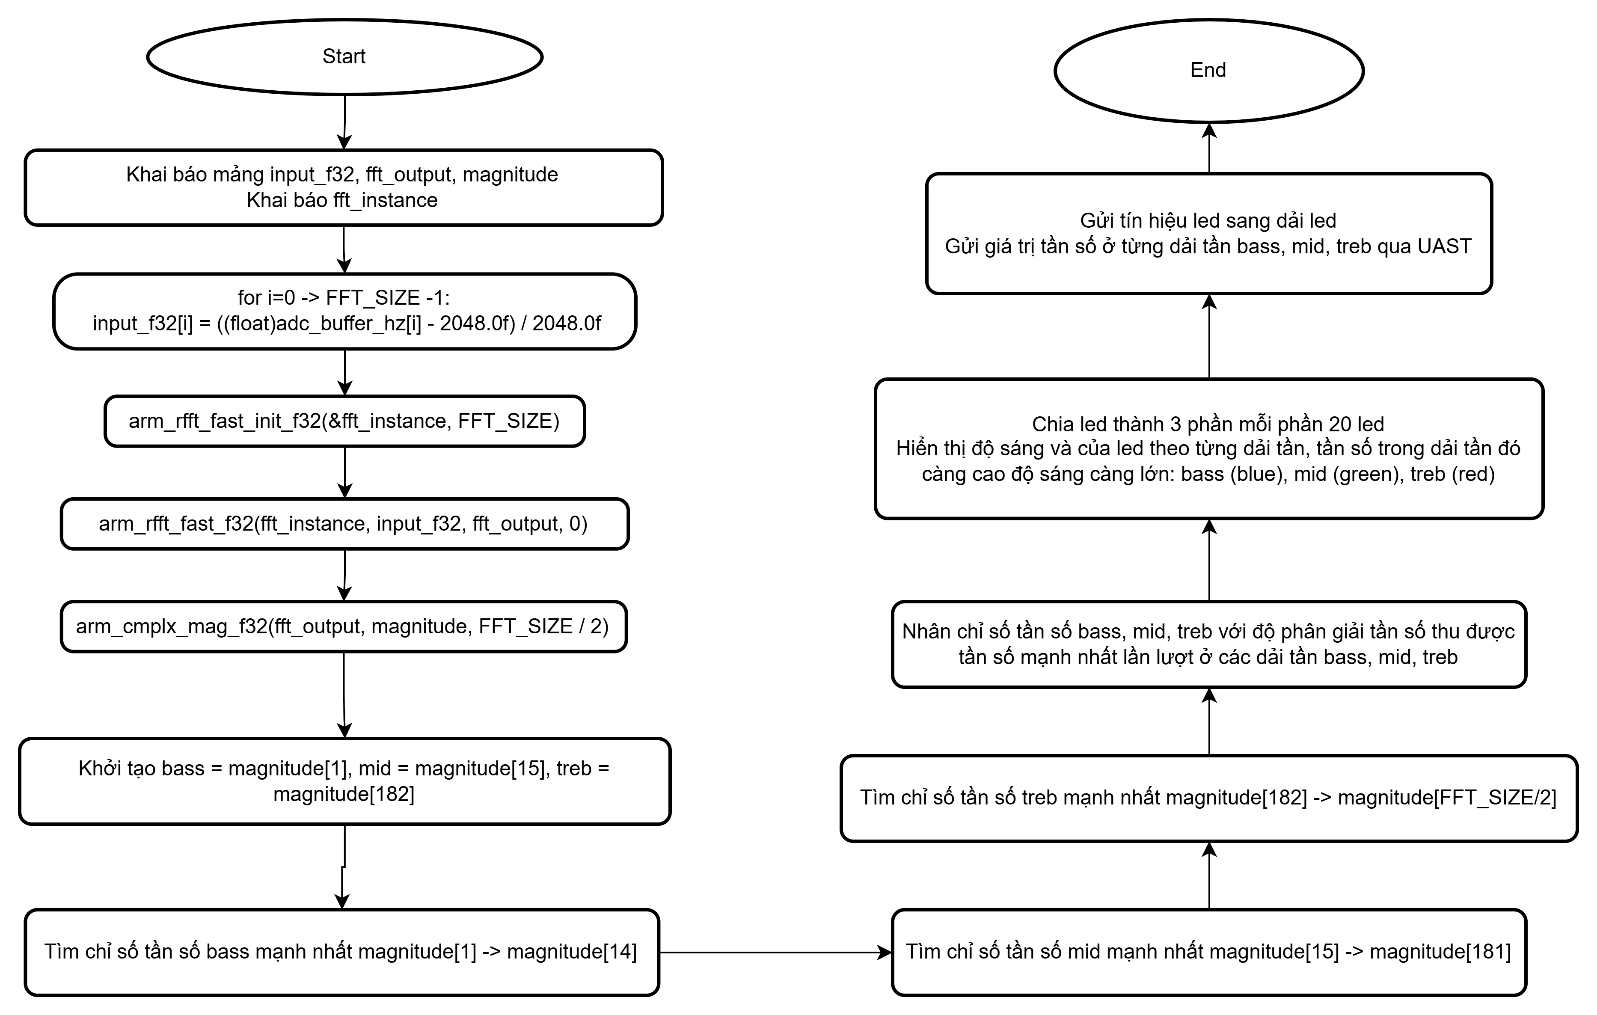 Start
Khai báo mảng input_f32, fft_output, magnitude
Khai báo fft_instance
for i=0 -> FFT_SIZE -1:
input_f32[i] = ((float)adc_buffer_hz[i] - 2048.0f) / 2048.0f
arm_rfft_fast_init_f32(&fft_instance, FFT_SIZE)
arm_rfft_fast_f32(fft_instance, input_f32, fft_output, 0)
arm_cmplx_mag_f32(fft_output, magnitude, FFT_SIZE / 2)
Khởi tạo bass = magnitude[1], mid = magnitude[15], treb =
magnitude[182]
Tìm chỉ số tần số bass mạnh nhất magnitude[1] -> magnitude[14]
Tìm chỉ số tần số mid mạnh nhất magnitude[15] -> magnitude[181]
Tìm chỉ số tần số treb mạnh nhất magnitude[182] -> magnitude[FFT_SIZE/2]
Nhân chỉ số tần số bass, mid, treb với độ phân giải tần số thu được
tần số mạnh nhất lần lượt ở các dải tần bass, mid, treb
Chia led thành 3 phần mỗi phần 20 led
Hiển thị độ sáng và của led theo từng dải tần, tần số trong dải tần đó
càng cao độ sáng càng lớn: bass (blue), mid (green), treb (red)
Gửi tín hiệu led sang dải led
Gửi giá trị tần số ở từng dải tần bass, mid, treb qua UAST
End